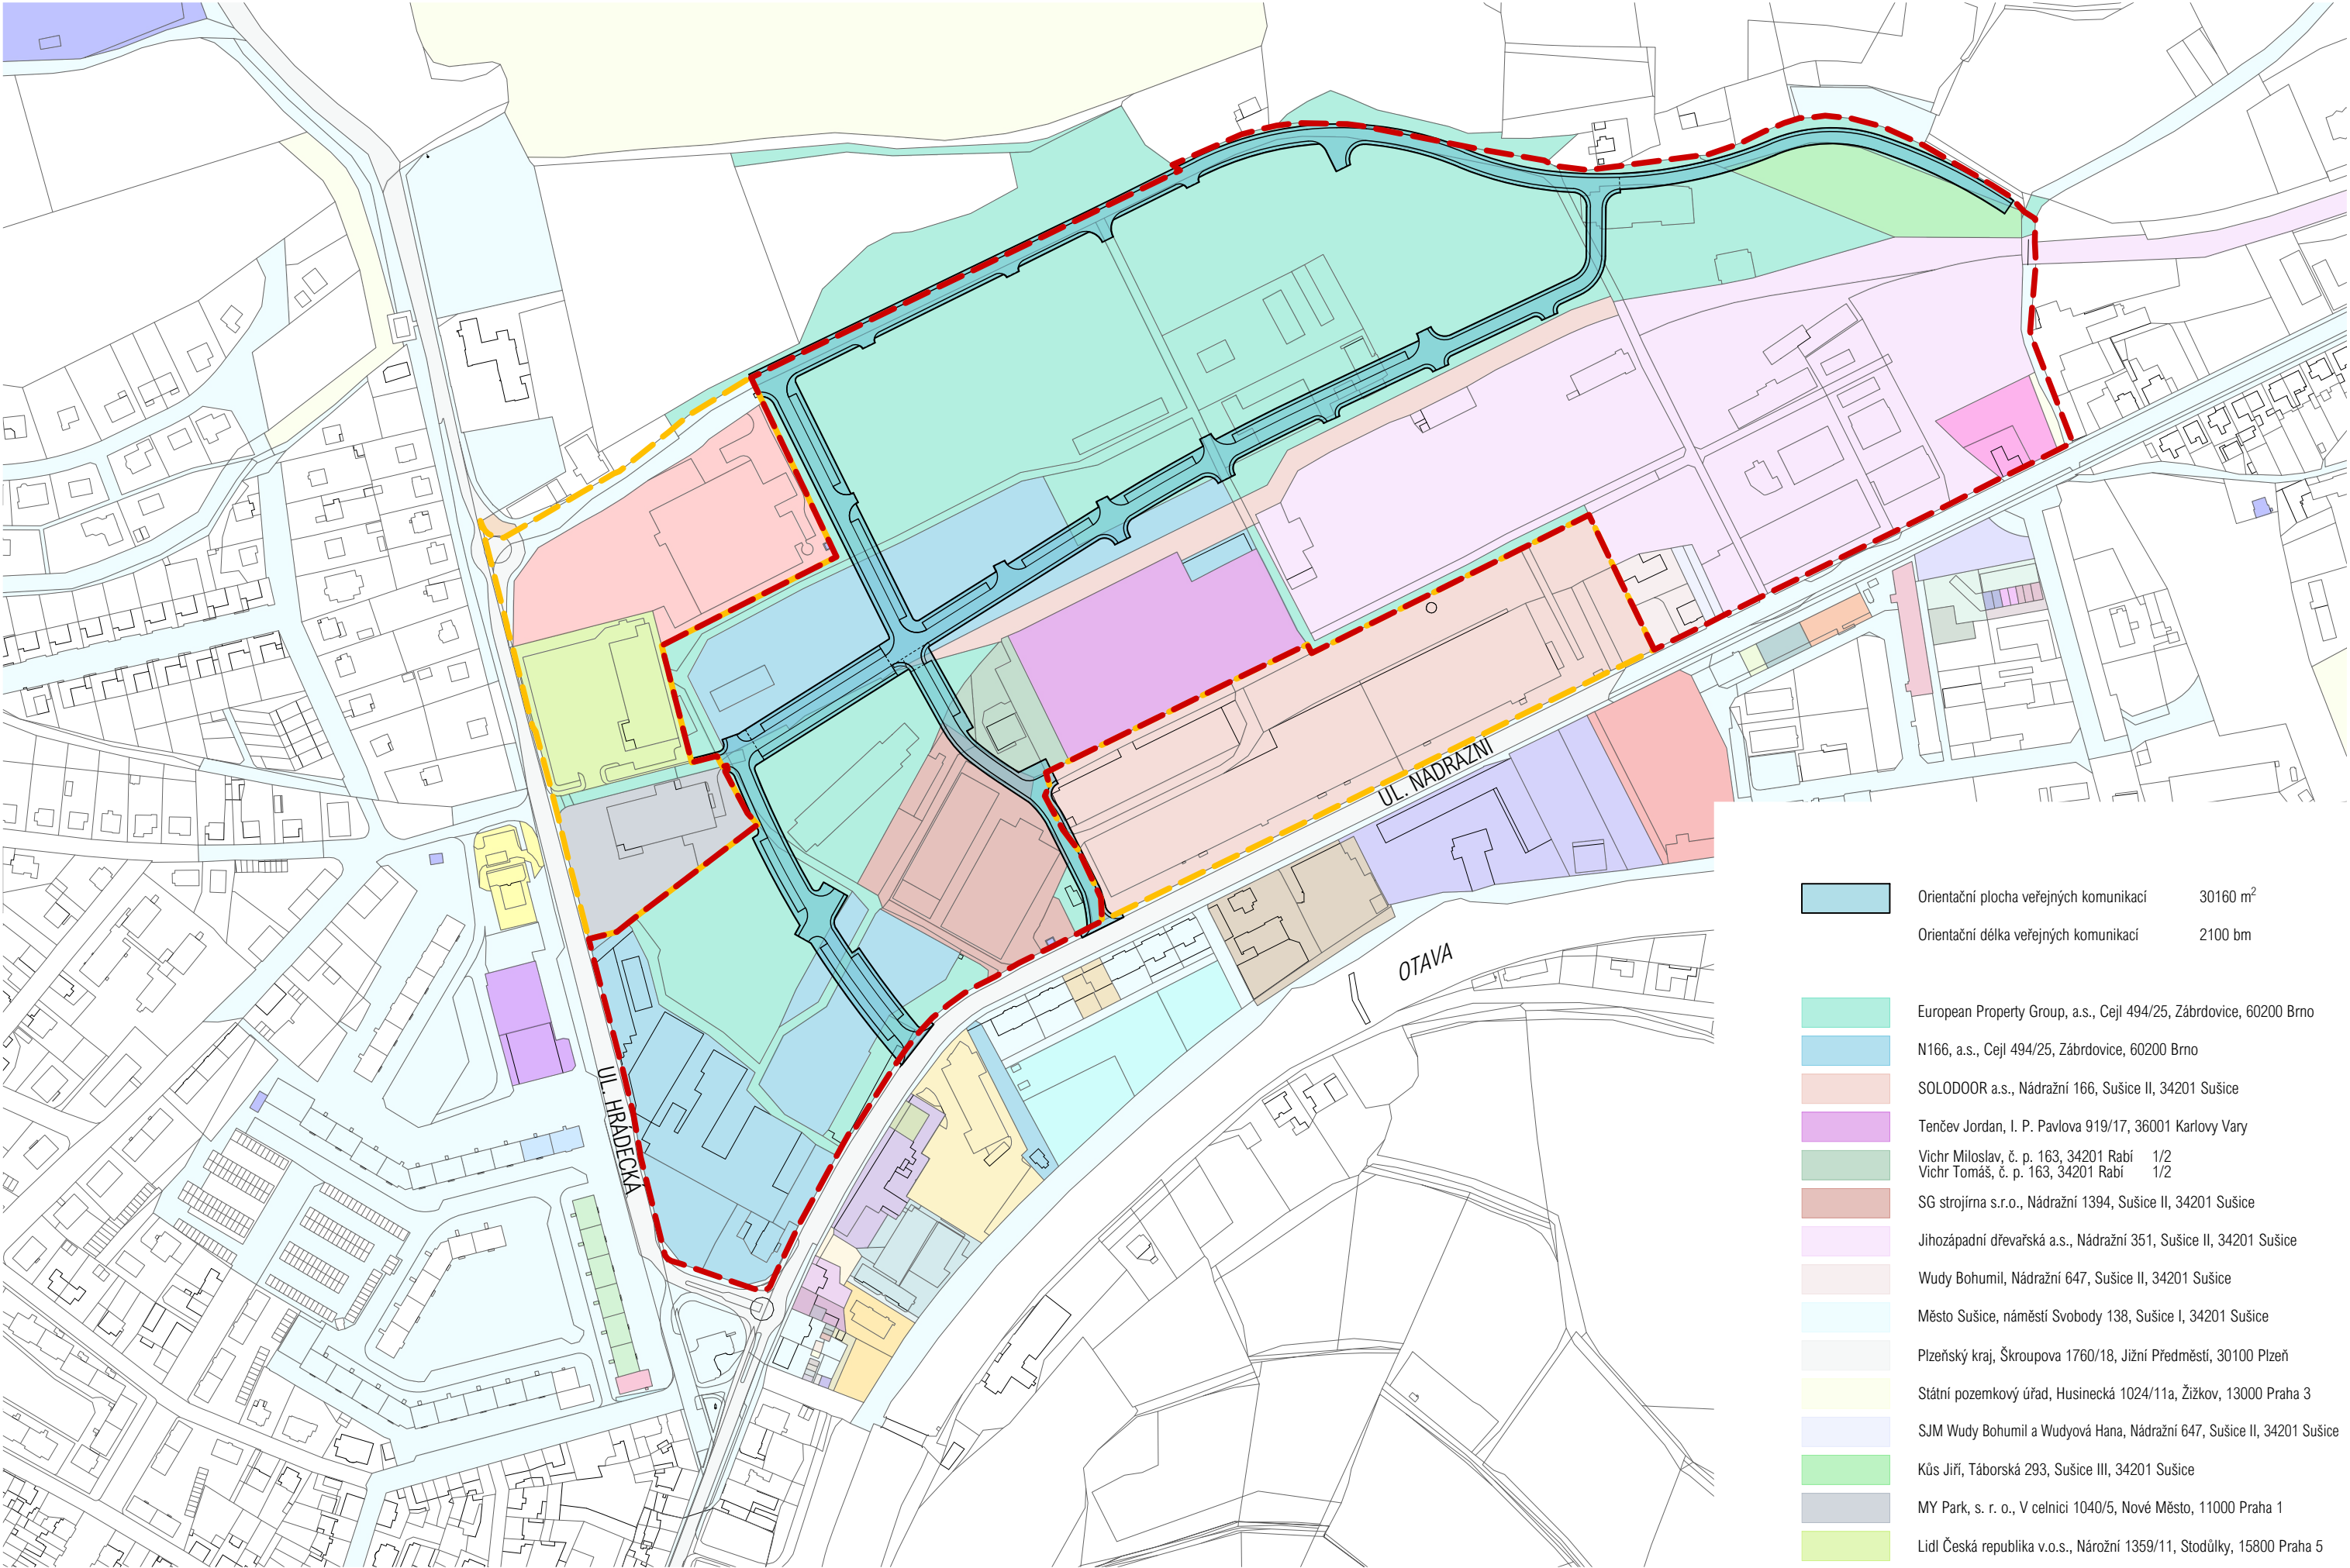 UL. NÁDRAŽNÍ
OTAVA
UL. HRÁDECKÁ
Orientační plocha veřejných komunikací 30160 m²
Orientační délka veřejných komunikací 2100 bm
European Property Group, a.s., Cejl 494/25, Zábrdovice, 60200 Brno
N166, a.s., Cejl 494/25, Zábrdovice, 60200 Brno
SOLODOOR a.s., Nádražní 166, Sušice II, 34201 Sušice
Tenčev Jordan, I. P. Pavlova 919/17, 36001 Karlovy Vary
Vichr Miloslav, č. p. 163, 34201 Rabí 1/2
Vichr Tomáš, č. p. 163, 34201 Rabí 1/2
SG strojírna s.r.o., Nádražní 1394, Sušice II, 34201 Sušice
Jihozápadní dřevařská a.s., Nádražní 351, Sušice II, 34201 Sušice
Wudy Bohumil, Nádražní 647, Sušice II, 34201 Sušice
Město Sušice, náměstí Svobody 138, Sušice I, 34201 Sušice
Plzeňský kraj, Škroupova 1760/18, Jižní Předměstí, 30100 Plzeň
Státní pozemkový úřad, Husinecká 1024/11a, Žižkov, 13000 Praha 3
SJM Wudy Bohumil a Wudyová Hana, Nádražní 647, Sušice II, 34201 Sušice
Kůs Jiří, Táborská 293, Sušice III, 34201 Sušice
MY Park, s. r. o., V celnici 1040/5, Nové Město, 11000 Praha 1
Lidl Česká republika v.o.s., Nárožní 1359/11, Stodůlky, 15800 Praha 5